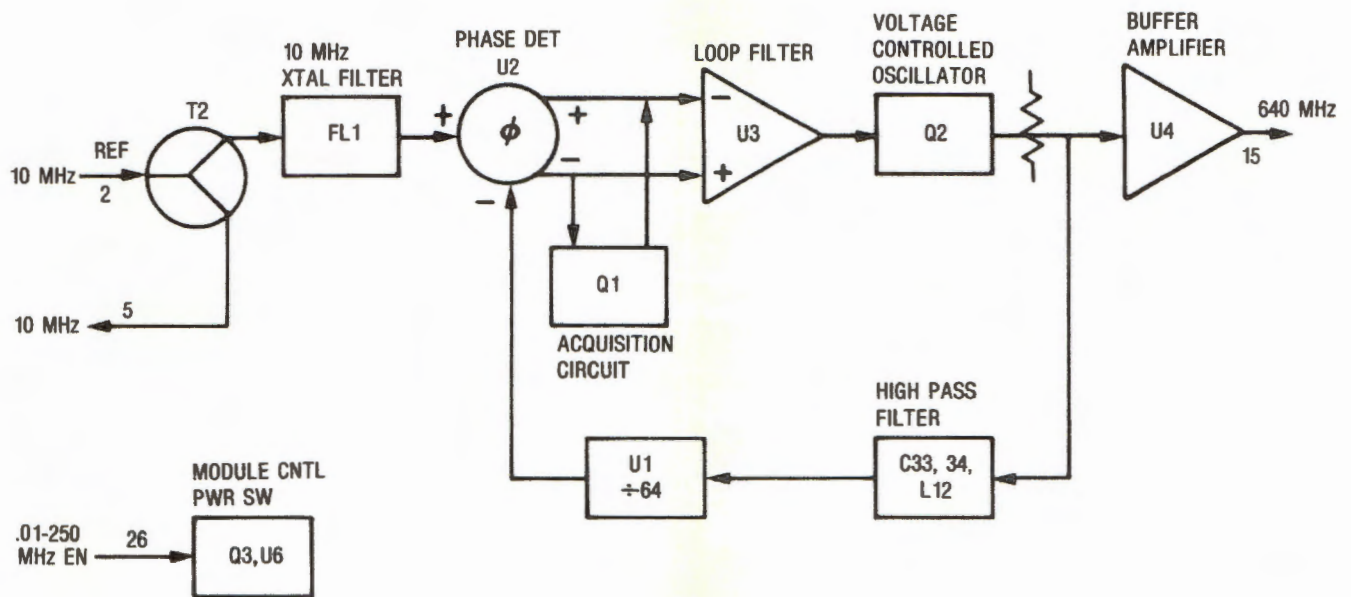 10 MHz
XTAL FILTER
FL1
T2
REF
10 MHz
2
5
10 MHz
PHASE DET
U2
+
ϕ
+
−
−
LOOP FILTER
−
U3
+
VOLTAGE
CONTROLLED
OSCILLATOR
Q2
BUFFER
AMPLIFIER
U4
640 MHz
15
Q1
ACQUISITION
CIRCUIT
HIGH PASS
FILTER
C33, 34,
L12
U1
÷64
MODULE CNTL
PWR SW
.01-250
MHz EN
26
Q3,U6